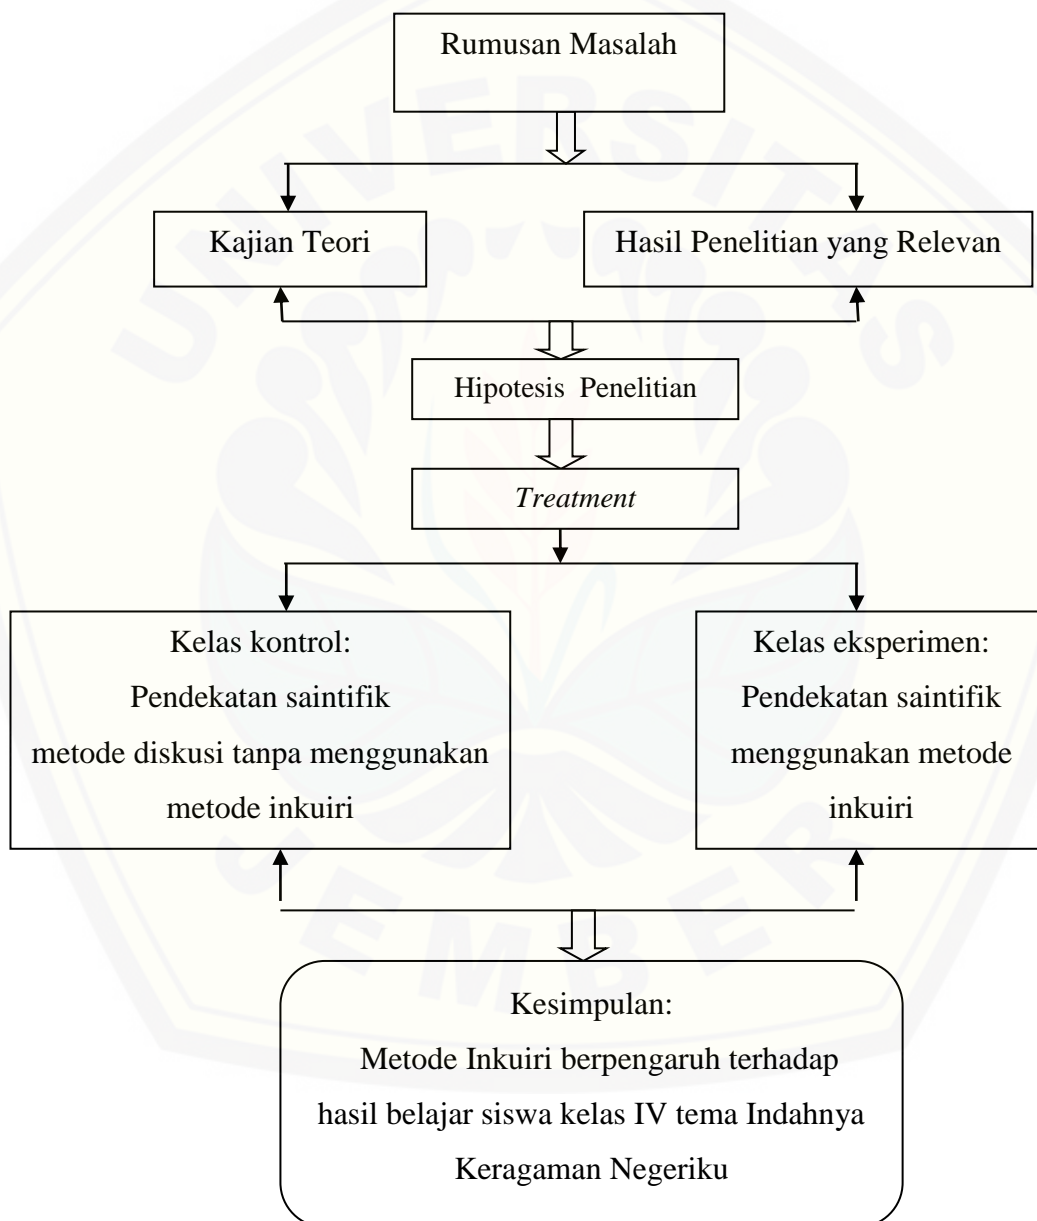 Rumusan Masalah
Kajian Teori
Hasil Penelitian yang Relevan
Hipotesis Penelitian
Treatment
Kelas kontrol:
Pendekatan saintifik
metode diskusi tanpa menggunakan
metode inkuiri
Kelas eksperimen:
Pendekatan saintifik
menggunakan metode
inkuiri
Kesimpulan:
Metode Inkuiri berpengaruh terhadap
hasil belajar siswa kelas IV tema Indahnya
Keragaman Negeriku
UNIVERSITAS
JEMBER